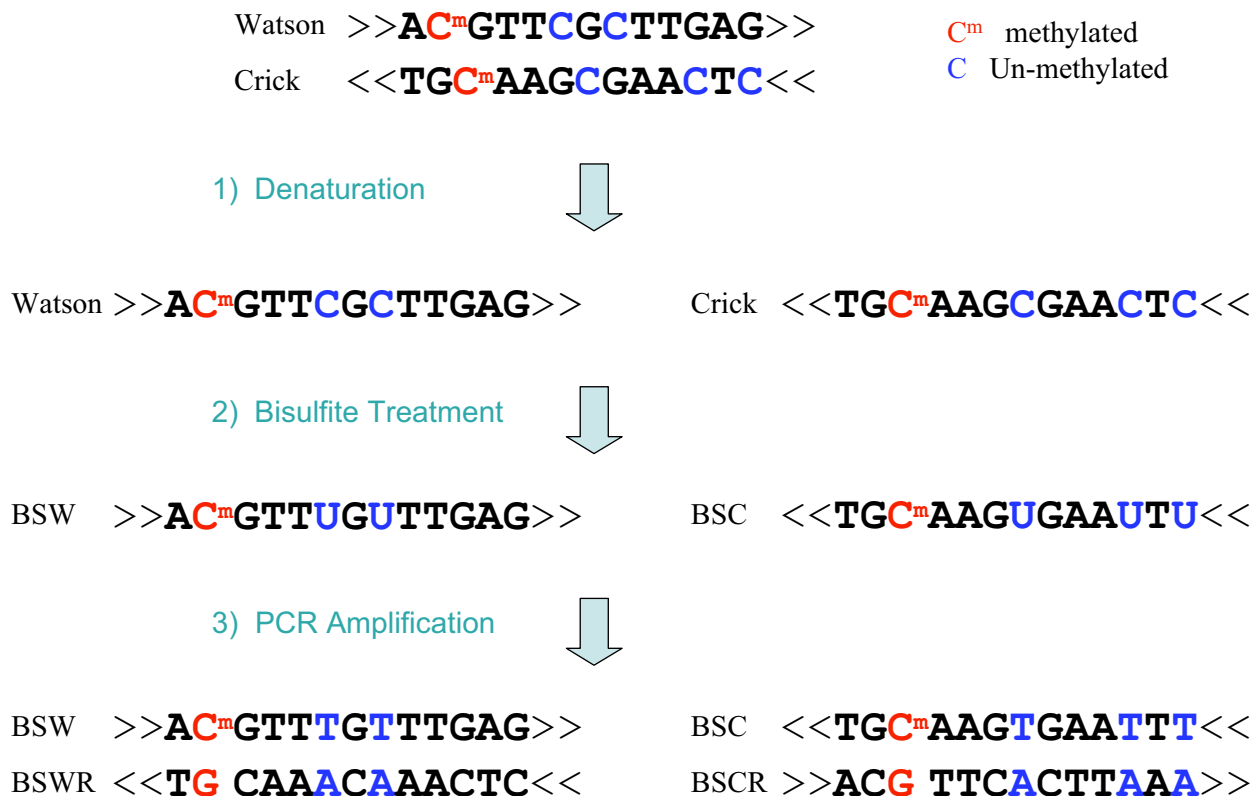 Watson >>ACᵐGTTCGCTTGAG>>
Crick <<TGCᵐAAGCGAACTC<<
Cᵐ methylated
C Un-methylated
1) Denaturation
Watson >>ACᵐGTTCGCTTGAG>>
Crick <<TGCᵐAAGCGAACTC<<
2) Bisulfite Treatment
BSW >>ACᵐGTTUGUTTGAG>>
BSC <<TGCᵐAAGUGAAUTU<<
3) PCR Amplification
BSW >>ACᵐGTTTGTTTGAG>>
BSC <<TGCᵐAAGTGAATTT<<
BSWR <<TG CAAACAAACTC<<
BSCR >>ACG TTCACTTAAA>>